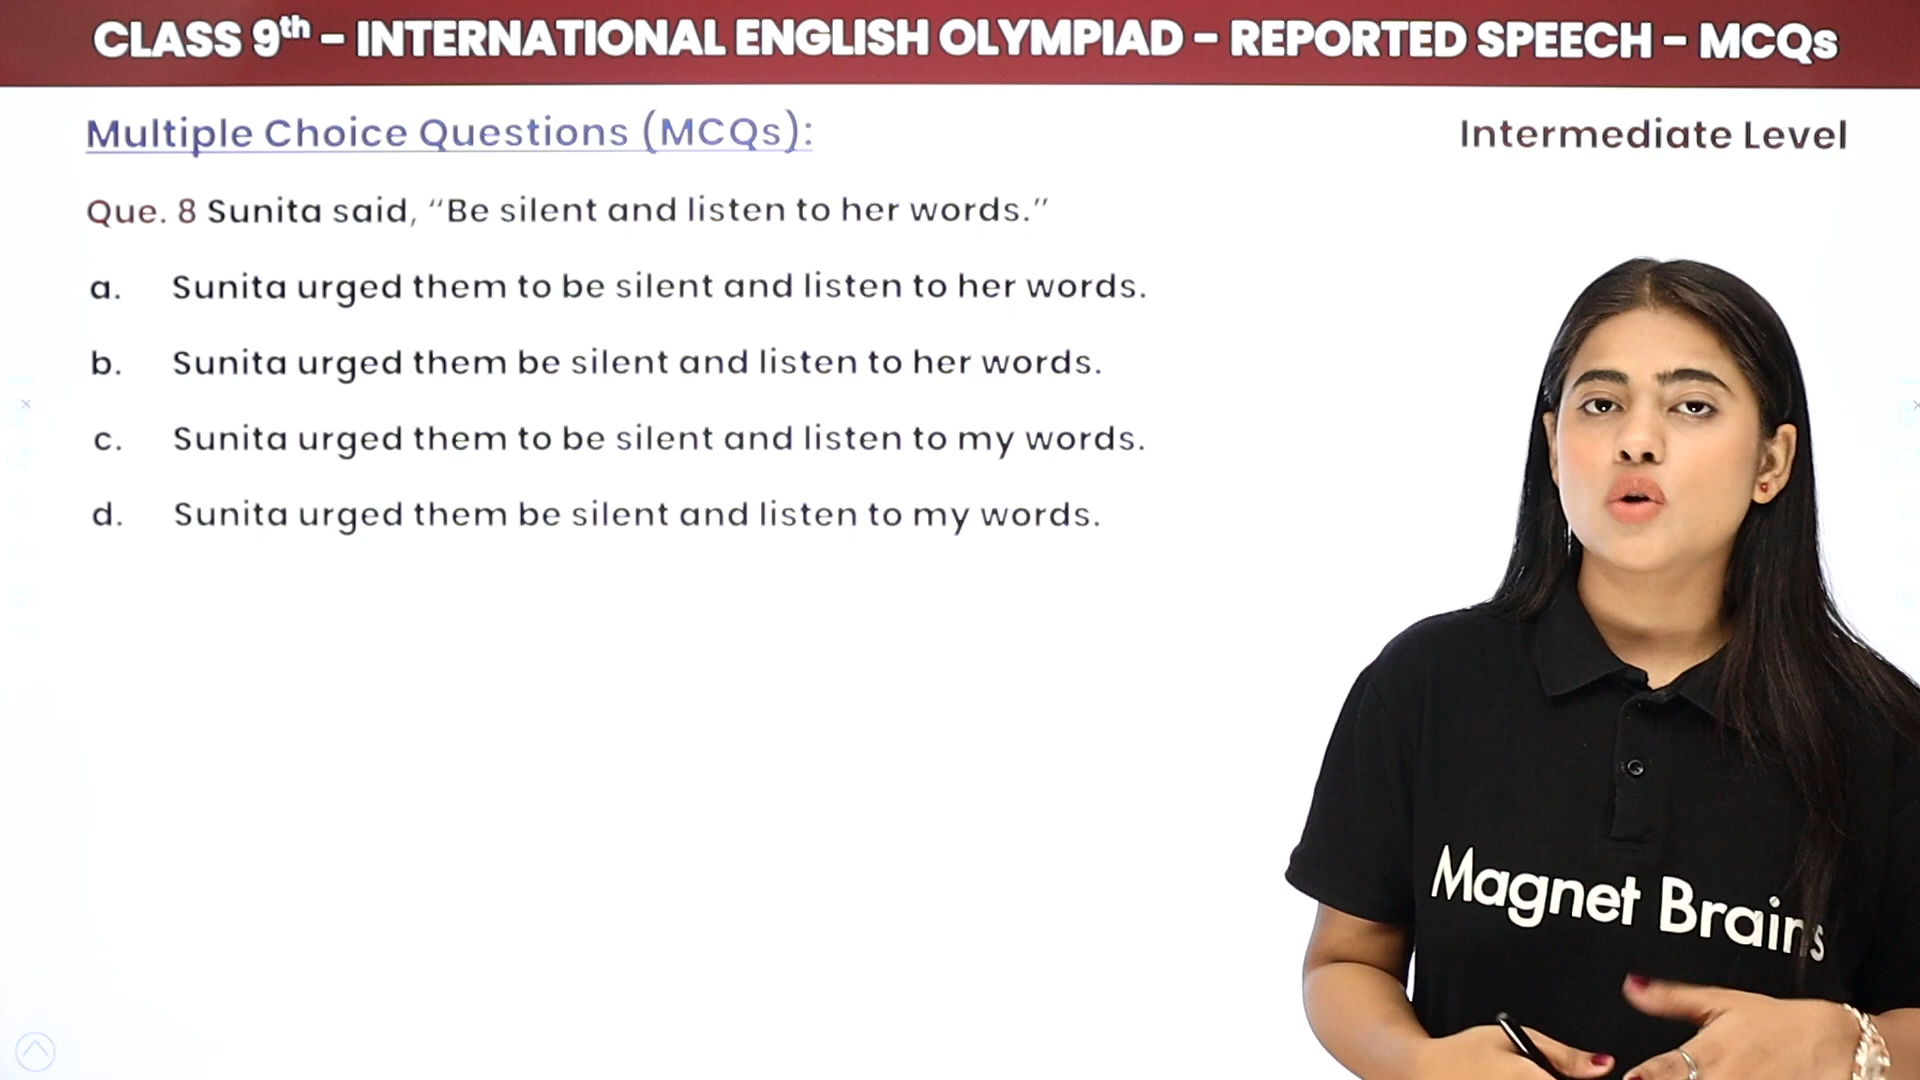 CLASS 9th – INTERNATIONAL ENGLISH OLYMPIAD – REPORTED SPEECH – MCQs
Multiple Choice Questions (MCQs):
Intermediate Level
Que. 8 Sunita said, “Be silent and listen to her words.”
a. Sunita urged them to be silent and listen to her words.
b. Sunita urged them be silent and listen to her words.
c. Sunita urged them to be silent and listen to my words.
d. Sunita urged them be silent and listen to my words.
Magnet Brains